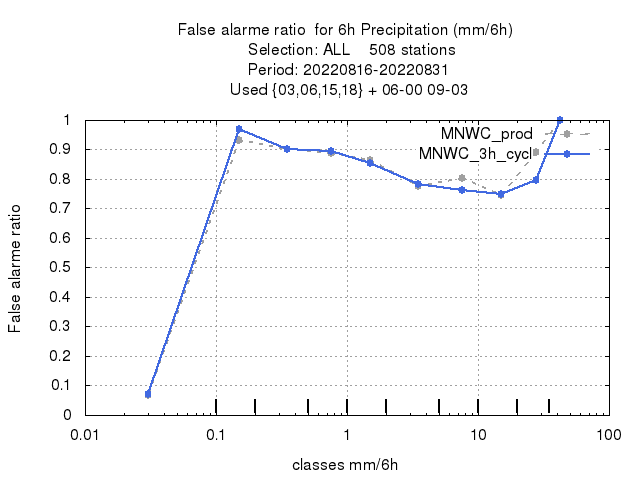 False alarme ratio  for 6h Precipitation (mm/6h)
Selection: ALL    508 stations
Period: 20220816-20220831
Used {03,06,15,18} + 06-00 09-03
MNWC_prod
MNWC_3h_cycl
1
0.9
0.8
0.7
0.6
0.5
0.4
0.3
0.2
0.1
0
False alarme ratio
0.01
0.1
1
10
100
classes mm/6h